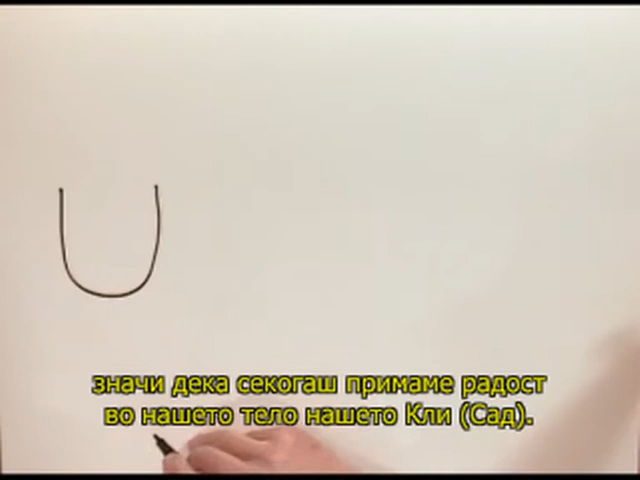 значи дека секогаш примаме радост
во нашето тело нашето Кли (Сад).